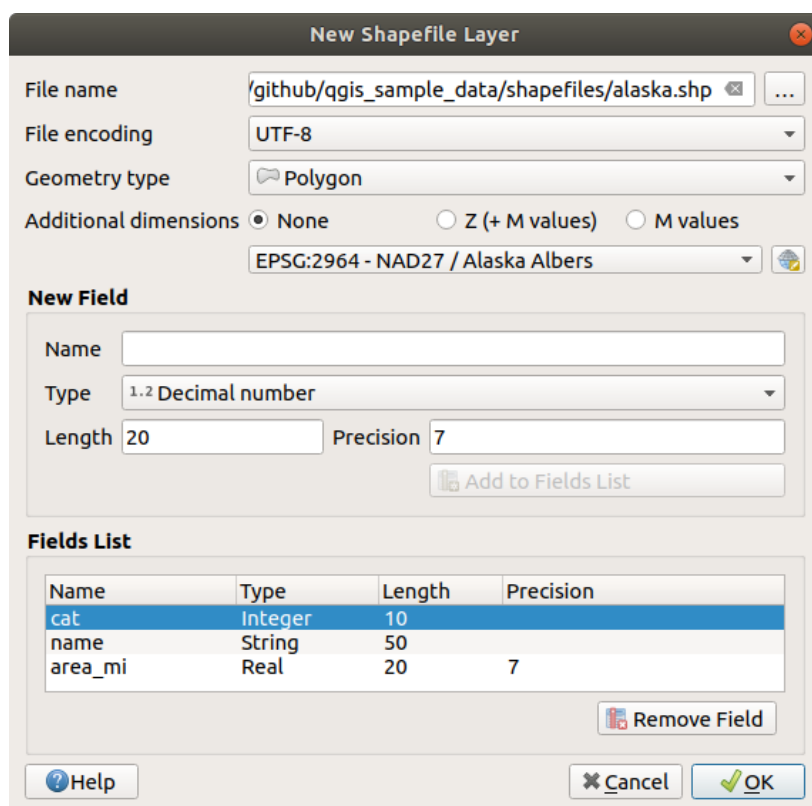 New Shapefile Layer
File name /github/qgis_sample_data/shapefiles/alaska.shp ...
File encoding UTF-8
Geometry type Polygon
Additional dimensions None Z (+ M values) M values
EPSG:2964 - NAD27 / Alaska Albers
New Field
Name
Type 1.2 Decimal number
Length 20 Precision 7
Add to Fields List
Fields List
Name Type Length Precision
cat Integer 10
name String 50
area_mi Real 20 7
Remove Field
Help Cancel OK